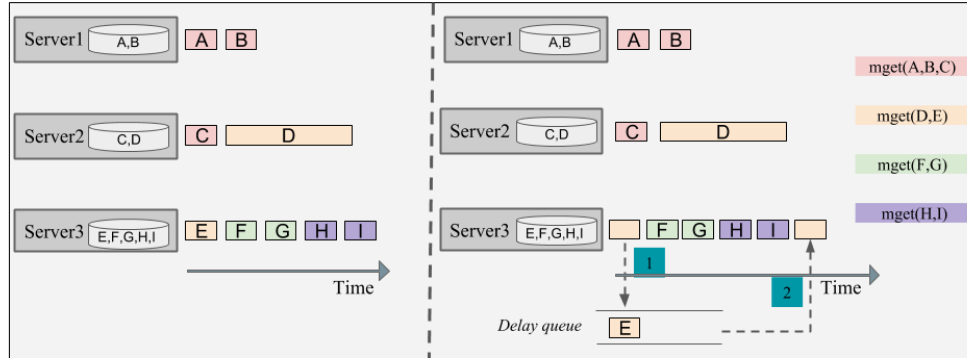 Server1 A,B A B
Server2 C,D C D
Server3 E,F,G,H,I E F G H I
Time
Server1 A,B A B
Server2 C,D C D
Server3 E,F,G,H,I F G H I
1
2 Time
Delay queue E
mget(A,B,C)
mget(D,E)
mget(F,G)
mget(H,I)